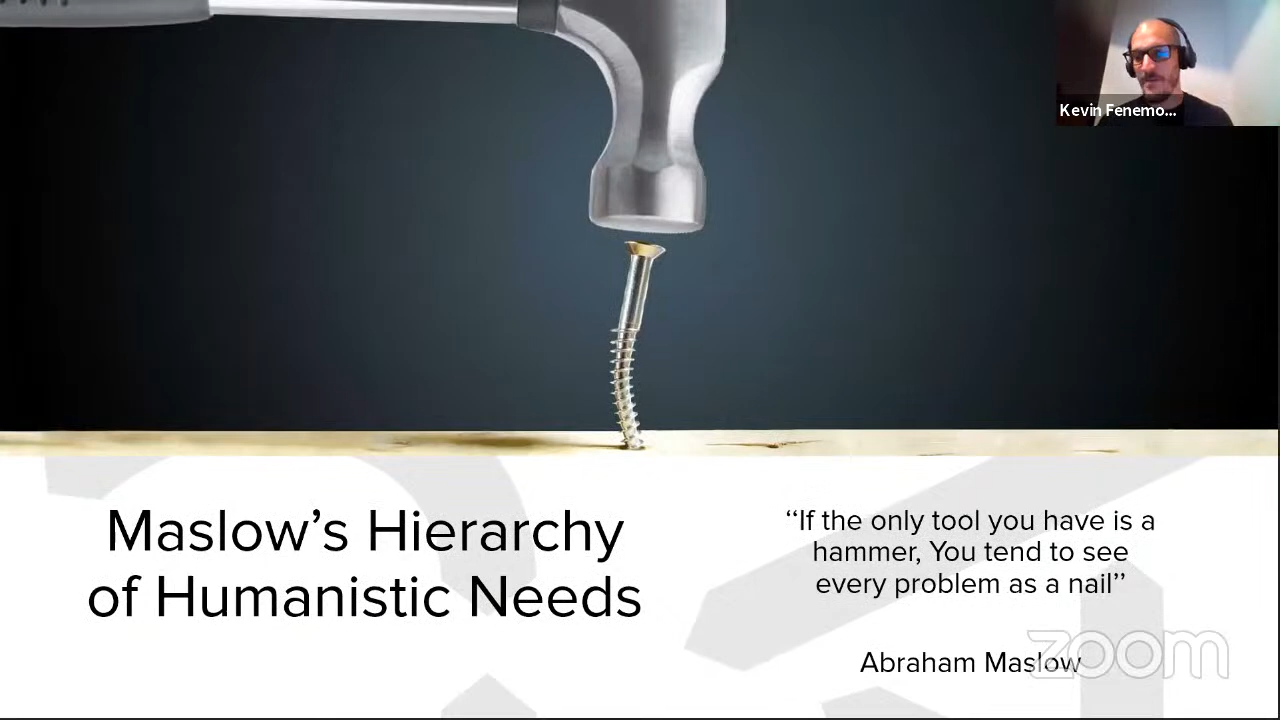 Kevin Fenemo...
Maslow’s Hierarchy
of Humanistic Needs
“If the only tool you have is a
hammer, You tend to see
every problem as a nail”
Abraham Maslow
zoom